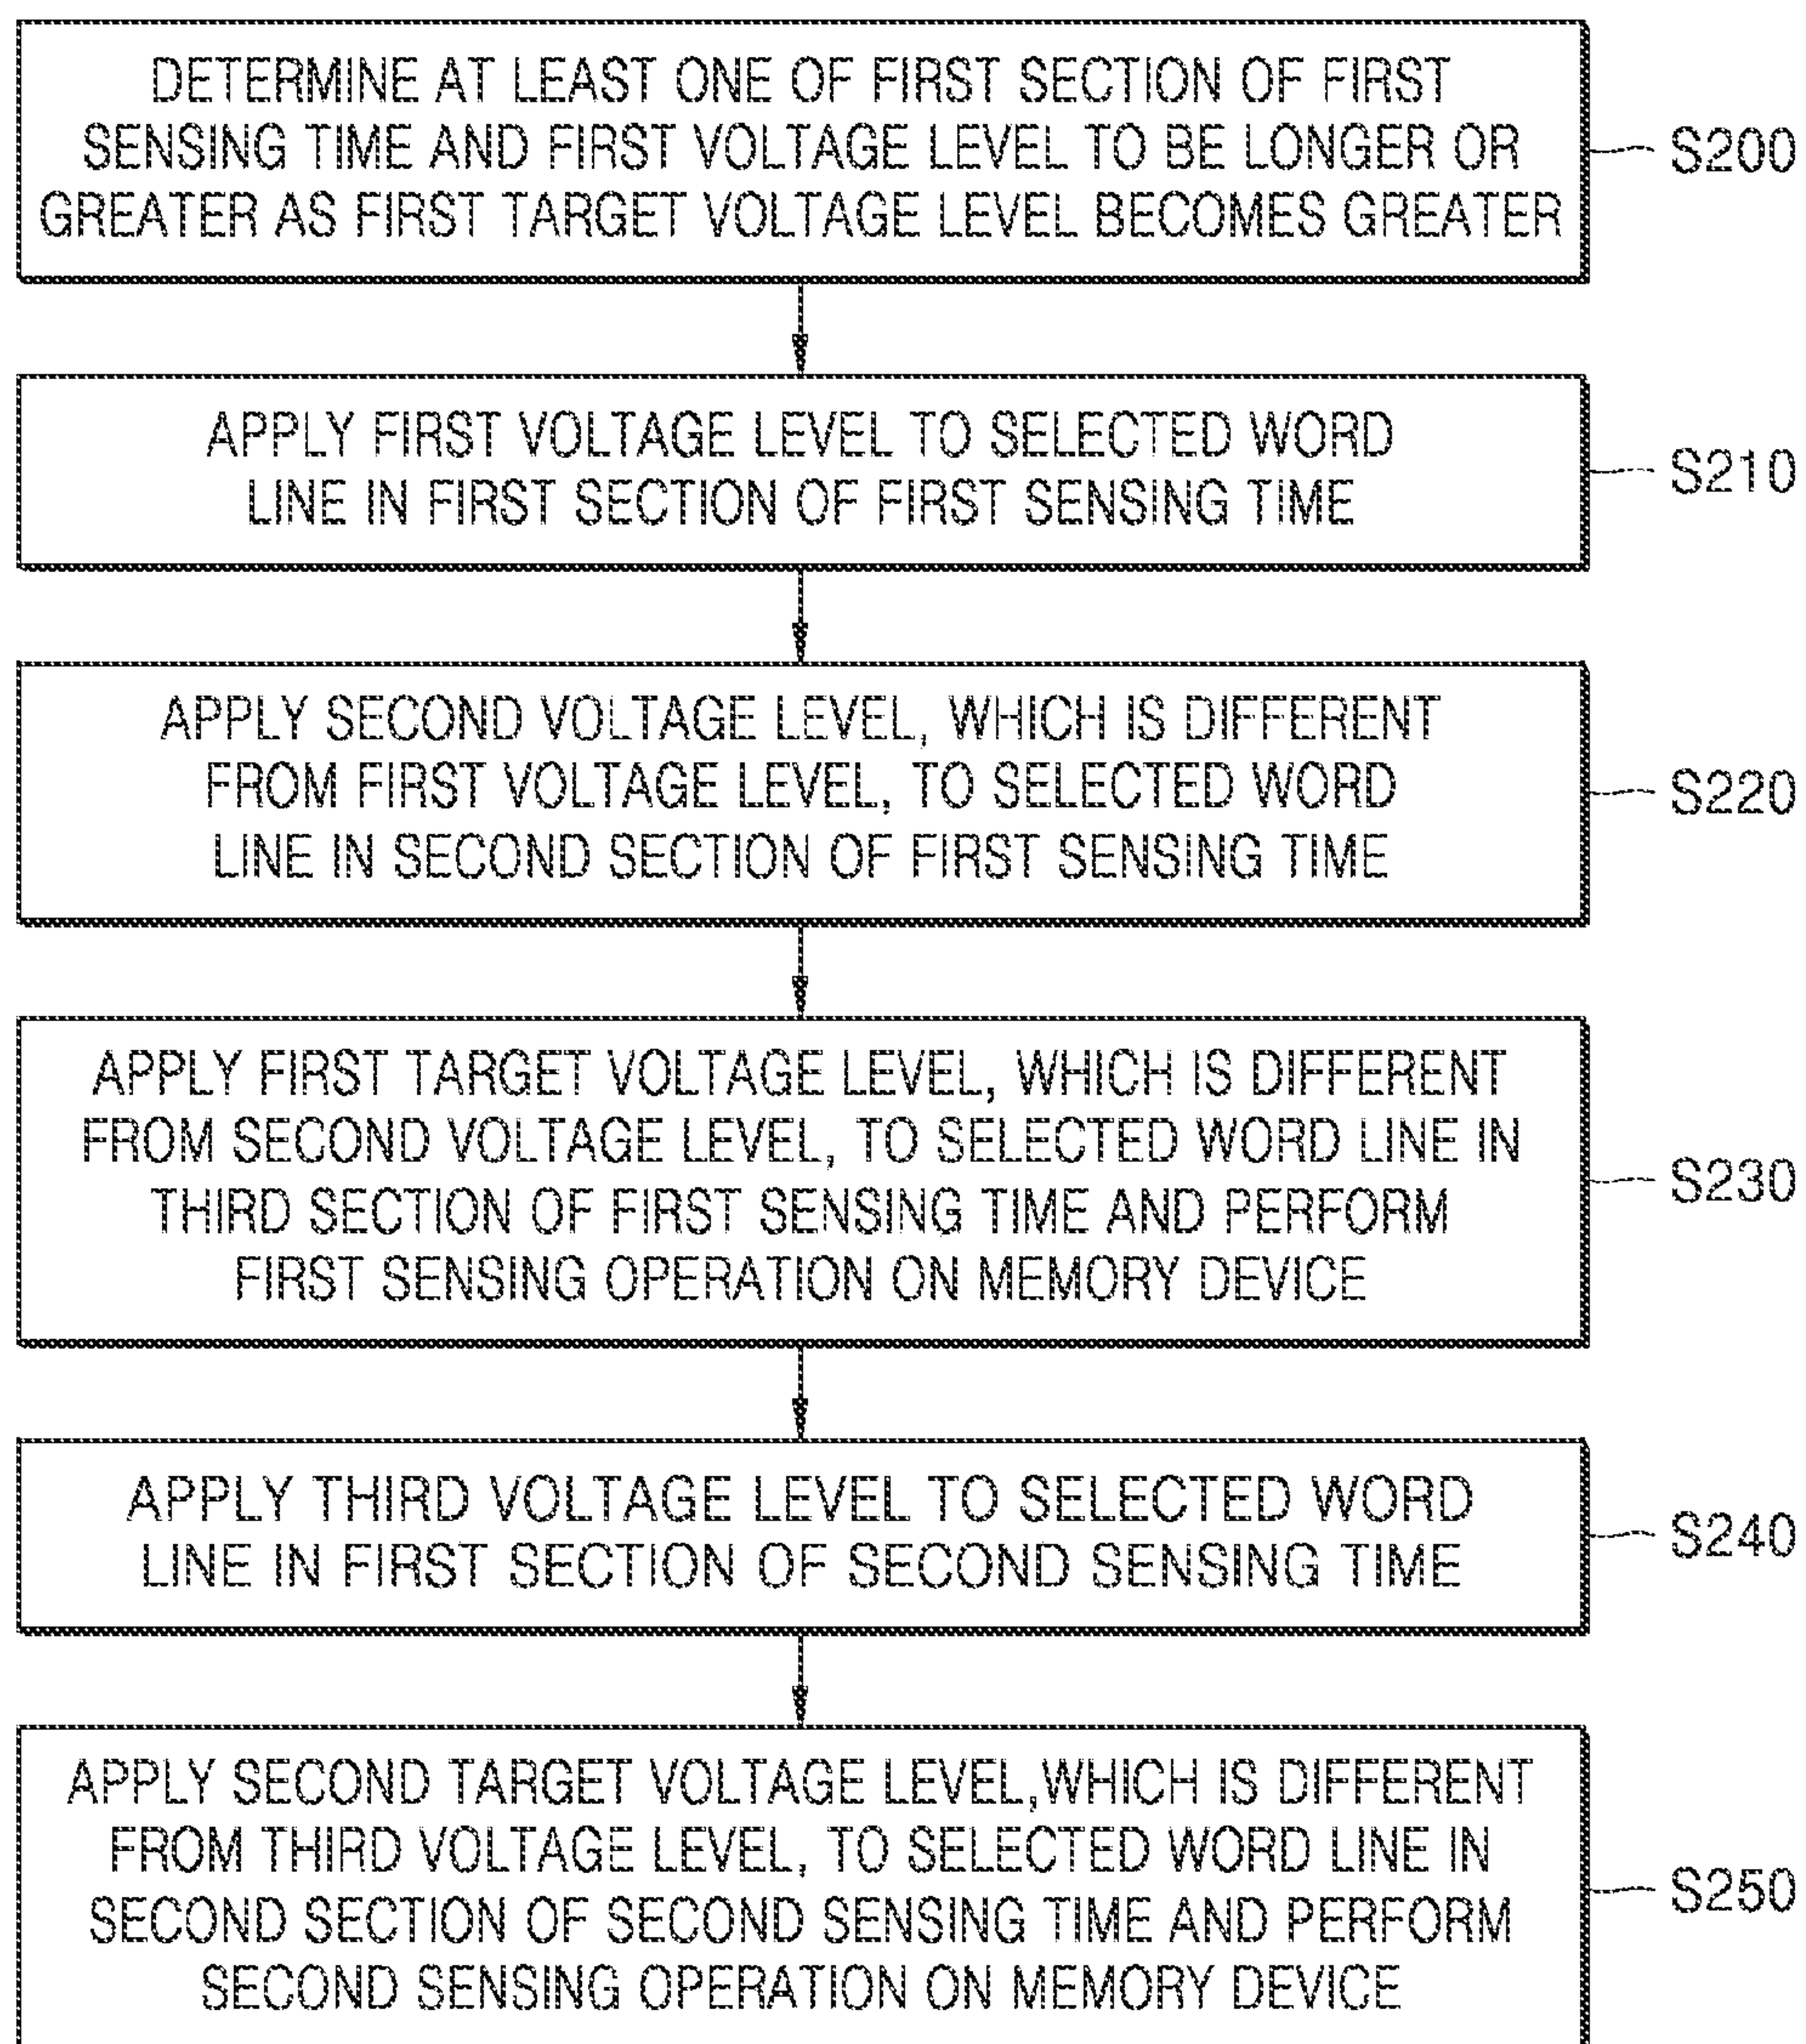 DETERMINE AT LEAST ONE OF FIRST SECTION OF FIRST
SENSING TIME AND FIRST VOLTAGE LEVEL TO BE LONGER OR
GREATER AS FIRST TARGET VOLTAGE LEVEL BECOMES GREATER
S200
APPLY FIRST VOLTAGE LEVEL TO SELECTED WORD
LINE IN FIRST SECTION OF FIRST SENSING TIME
S210
APPLY SECOND VOLTAGE LEVEL, WHICH IS DIFFERENT
FROM FIRST VOLTAGE LEVEL, TO SELECTED WORD
LINE IN SECOND SECTION OF FIRST SENSING TIME
S220
APPLY FIRST TARGET VOLTAGE LEVEL, WHICH IS DIFFERENT
FROM SECOND VOLTAGE LEVEL, TO SELECTED WORD LINE IN
THIRD SECTION OF FIRST SENSING TIME AND PERFORM
FIRST SENSING OPERATION ON MEMORY DEVICE
S230
APPLY THIRD VOLTAGE LEVEL TO SELECTED WORD
LINE IN FIRST SECTION OF SECOND SENSING TIME
S240
APPLY SECOND TARGET VOLTAGE LEVEL,WHICH IS DIFFERENT
FROM THIRD VOLTAGE LEVEL, TO SELECTED WORD LINE IN
SECOND SECTION OF SECOND SENSING TIME AND PERFORM
SECOND SENSING OPERATION ON MEMORY DEVICE
S250